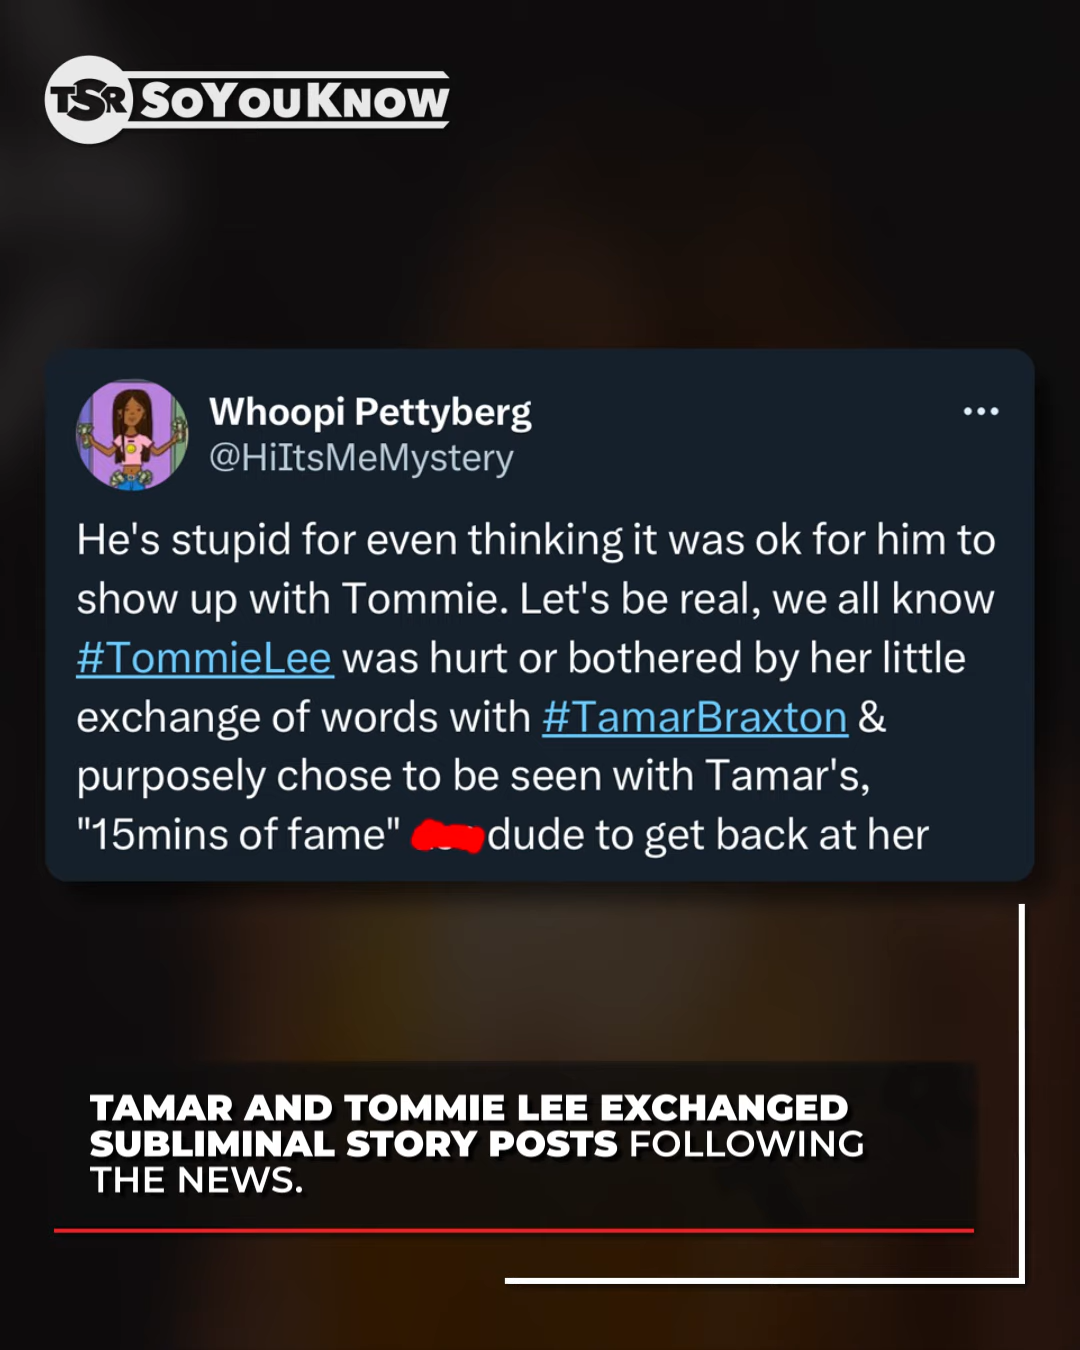 TSR SoYouKnow
Whoopi Pettyberg
@HiItsMeMystery
He's stupid for even thinking it was ok for him to
show up with Tommie. Let's be real, we all know
#TommieLee was hurt or bothered by her little
exchange of words with #TamarBraxton &
purposely chose to be seen with Tamar's,
"15mins of fame" dude to get back at her
TAMAR AND TOMMIE LEE EXCHANGED
SUBLIMINAL STORY POSTS FOLLOWING
THE NEWS.